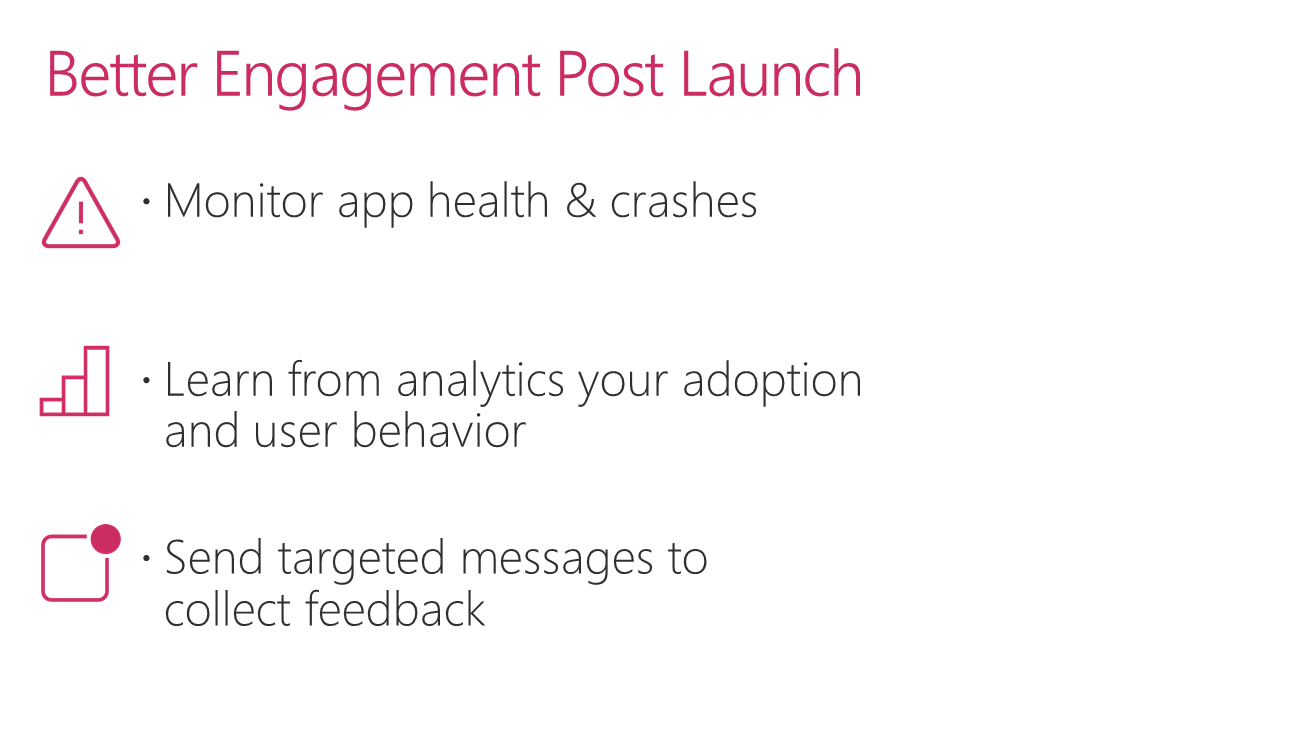 Better Engagement Post Launch
· Monitor app health & crashes
· Learn from analytics your adoption
and user behavior
· Send targeted messages to
collect feedback